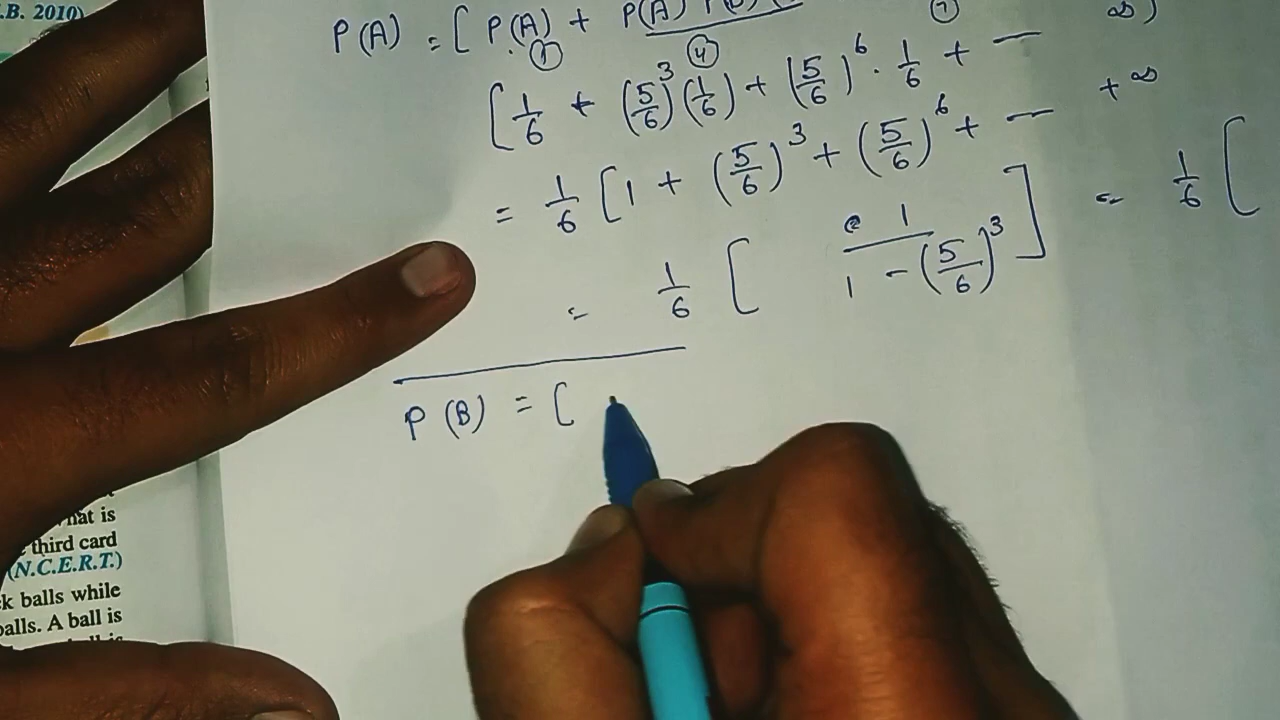 .B. 2010)
P(A) = [ P(A) +
① ④ ⑦ ∞)
[ 1/6 + (5/6)^3 (1/6) + (5/6)^6 . 1/6 + — + ∞
= 1/6 [ 1 + (5/6)^3 + (5/6)^6 + —
= 1/6 [ 1 / 1 - (5/6)^3 ] = 1/6 [
P(B) = [
hat is
third card
(N.C.E.R.T.)
k balls while
balls. A ball is